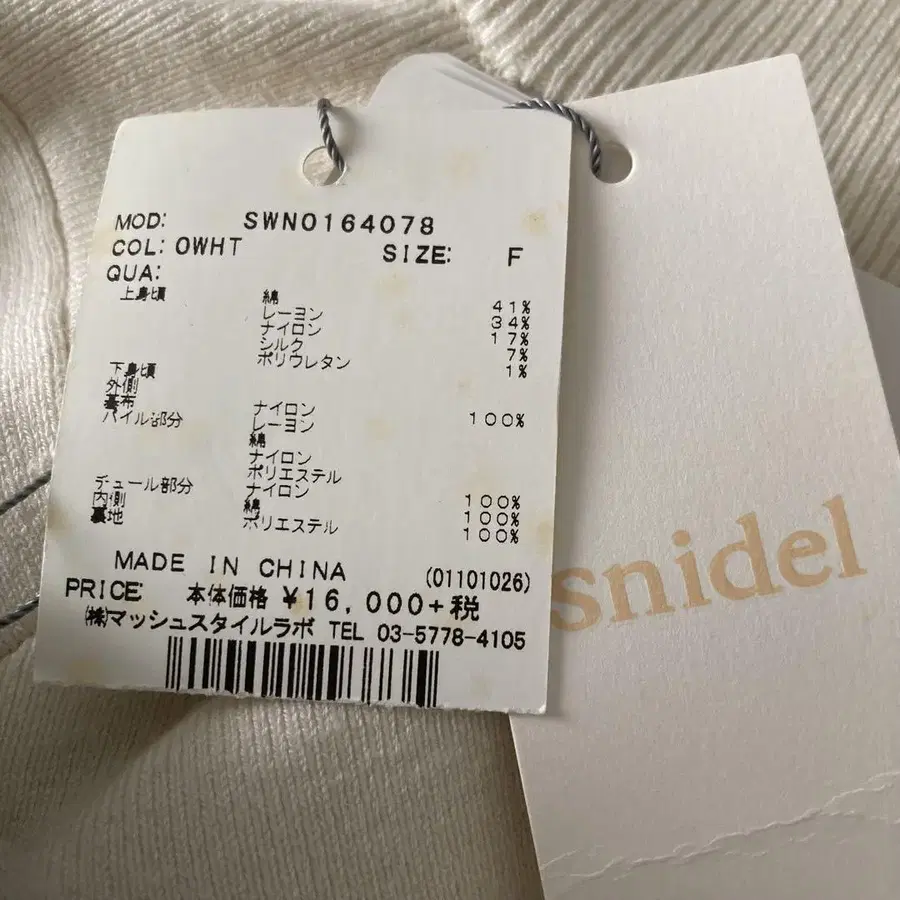 MOD: SWN0164078
COL: OWHT SIZE: F
QUA:
上身頃 綿 41%
レーヨン 34%
ナイロン 17%
シルク 7%
ポリウレタン 1%
下身頃
外側
基布 ナイロン 100%
パイル部分 レーヨン
綿
ナイロン
ポリエステル
チュール部分 ナイロン 100%
内側 綿 100%
裏地 ポリエステル 100%
MADE IN CHINA (01101026)
PRICE: 本体価格 ¥16,000+税
(株)マッシュスタイルラボ TEL 03-5778-4105
snidel